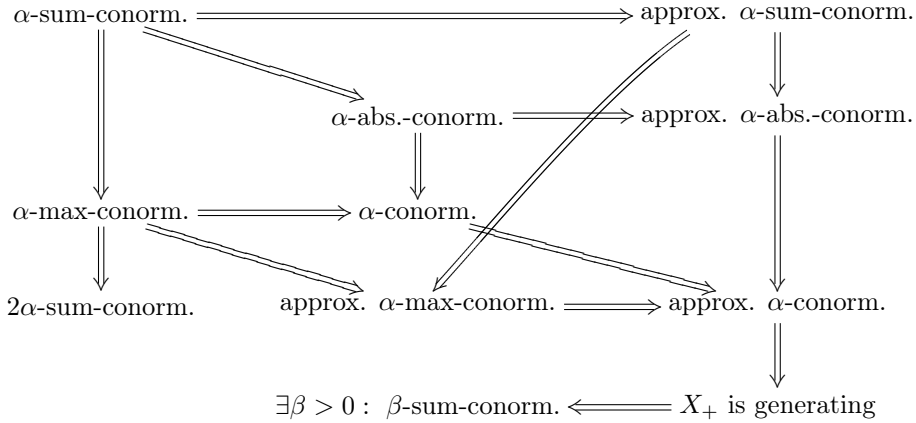 α-sum-conorm. approx. α-sum-conorm.
α-abs.-conorm. approx. α-abs.-conorm.
α-max-conorm. α-conorm.
2α-sum-conorm. approx. α-max-conorm. approx. α-conorm.
∃β > 0 : β-sum-conorm. X₊ is generating